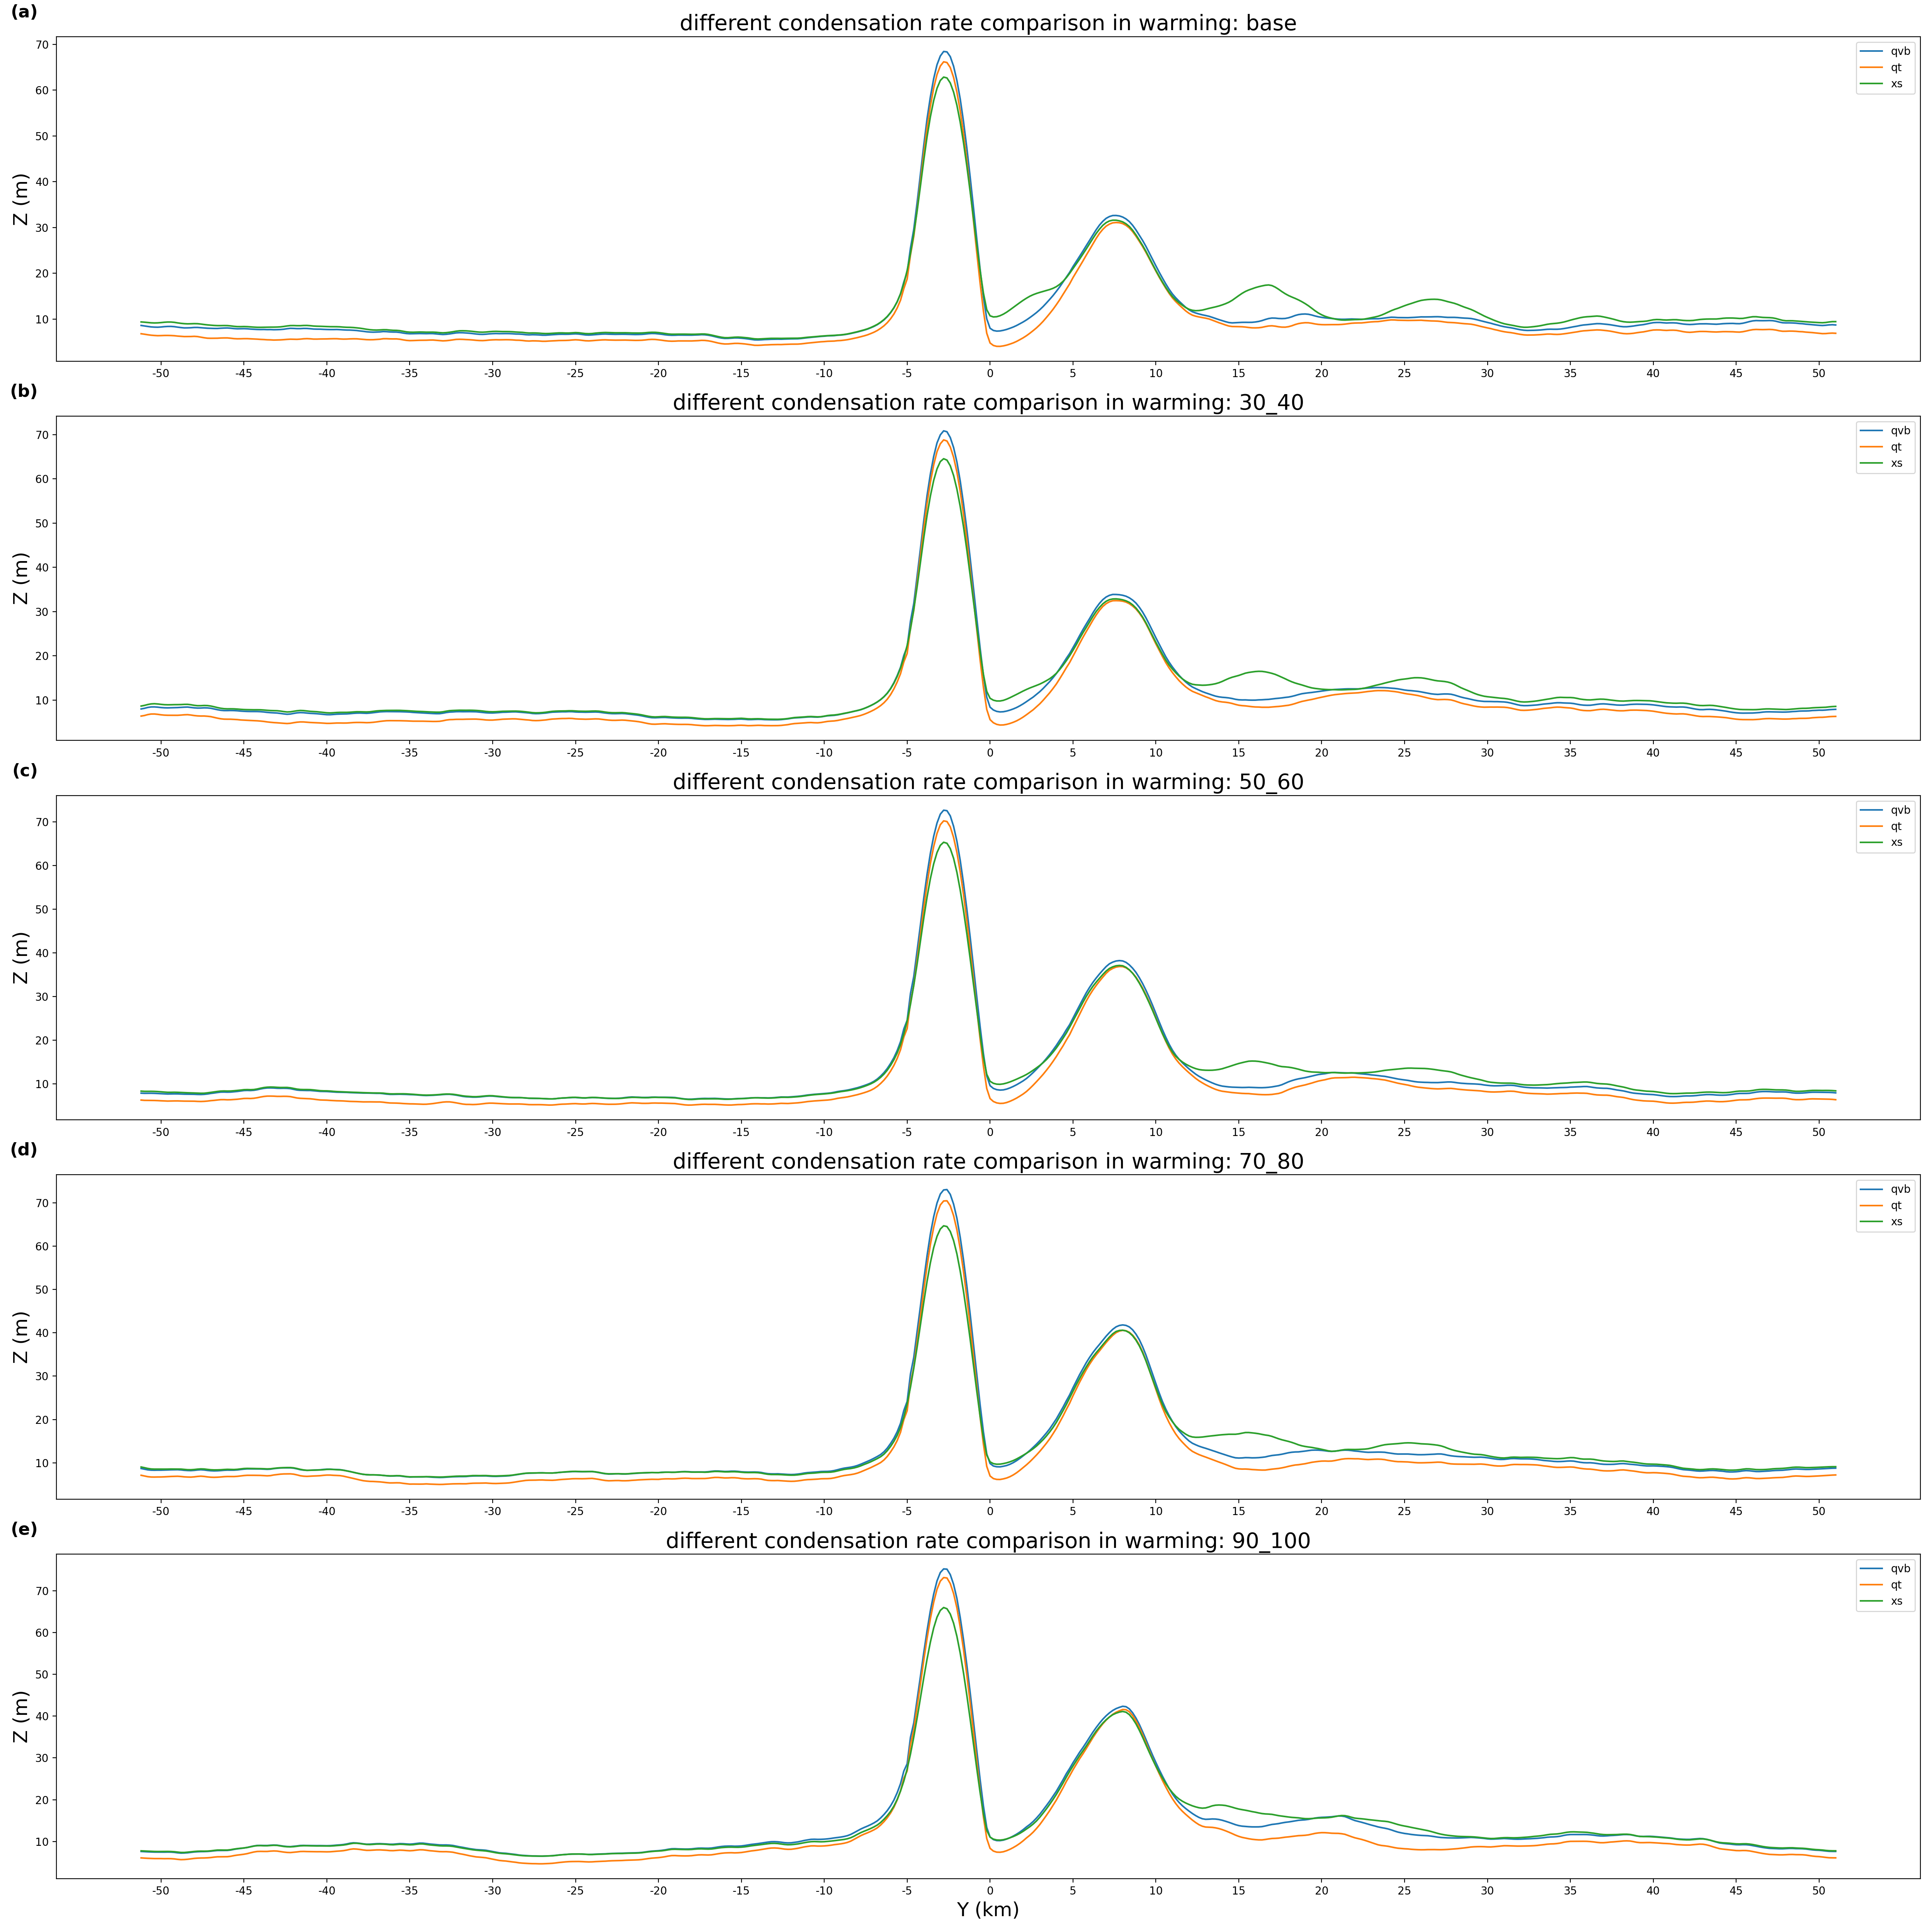 (a)
different condensation rate comparison in warming: base
Z (m)
70
60
50
40
30
20
10
qvb
qt
xs
-50 -45 -40 -35 -30 -25 -20 -15 -10 -5 0 5 10 15 20 25 30 35 40 45 50
(b)
different condensation rate comparison in warming: 30_40
Z (m)
70
60
50
40
30
20
10
qvb
qt
xs
-50 -45 -40 -35 -30 -25 -20 -15 -10 -5 0 5 10 15 20 25 30 35 40 45 50
(c)
different condensation rate comparison in warming: 50_60
Z (m)
70
60
50
40
30
20
10
qvb
qt
xs
-50 -45 -40 -35 -30 -25 -20 -15 -10 -5 0 5 10 15 20 25 30 35 40 45 50
(d)
different condensation rate comparison in warming: 70_80
Z (m)
70
60
50
40
30
20
10
qvb
qt
xs
-50 -45 -40 -35 -30 -25 -20 -15 -10 -5 0 5 10 15 20 25 30 35 40 45 50
(e)
different condensation rate comparison in warming: 90_100
Z (m)
70
60
50
40
30
20
10
qvb
qt
xs
-50 -45 -40 -35 -30 -25 -20 -15 -10 -5 0 5 10 15 20 25 30 35 40 45 50
Y (km)